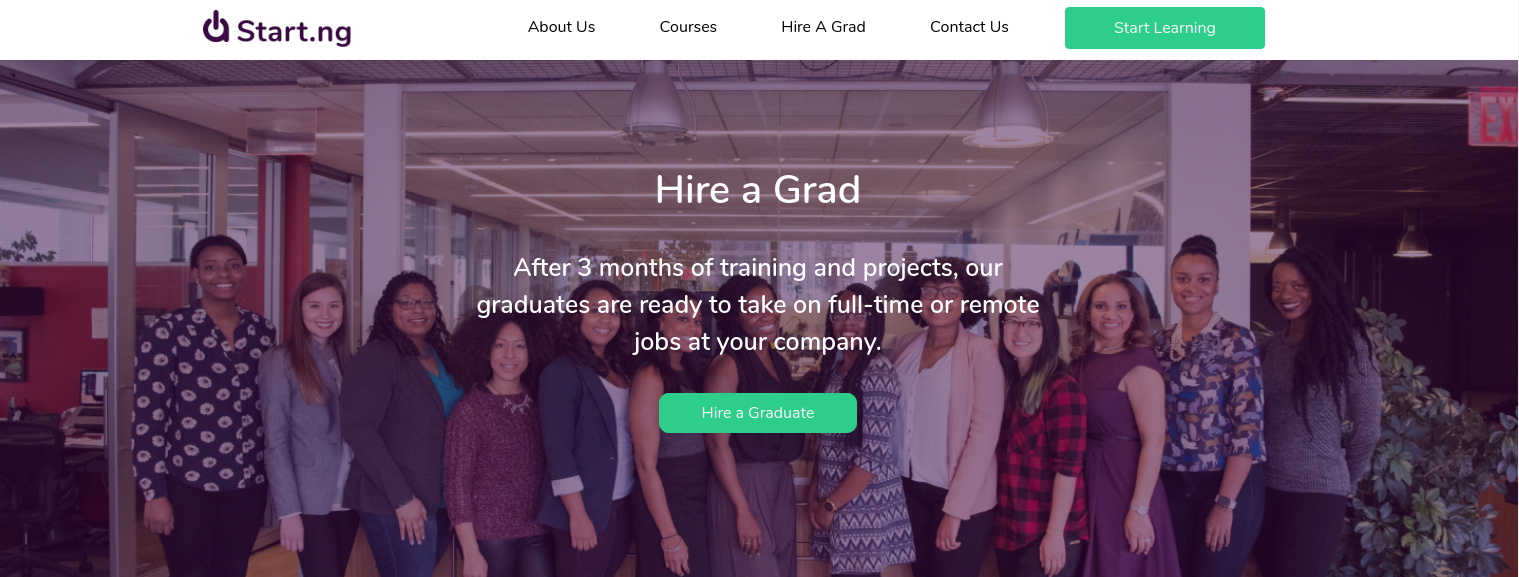 Start.ng
About Us
Courses
Hire A Grad
Contact Us
Start Learning
EX
Hire a Grad
After 3 months of training and projects, our
graduates are ready to take on full-time or remote
jobs at your company.
Hire a Graduate